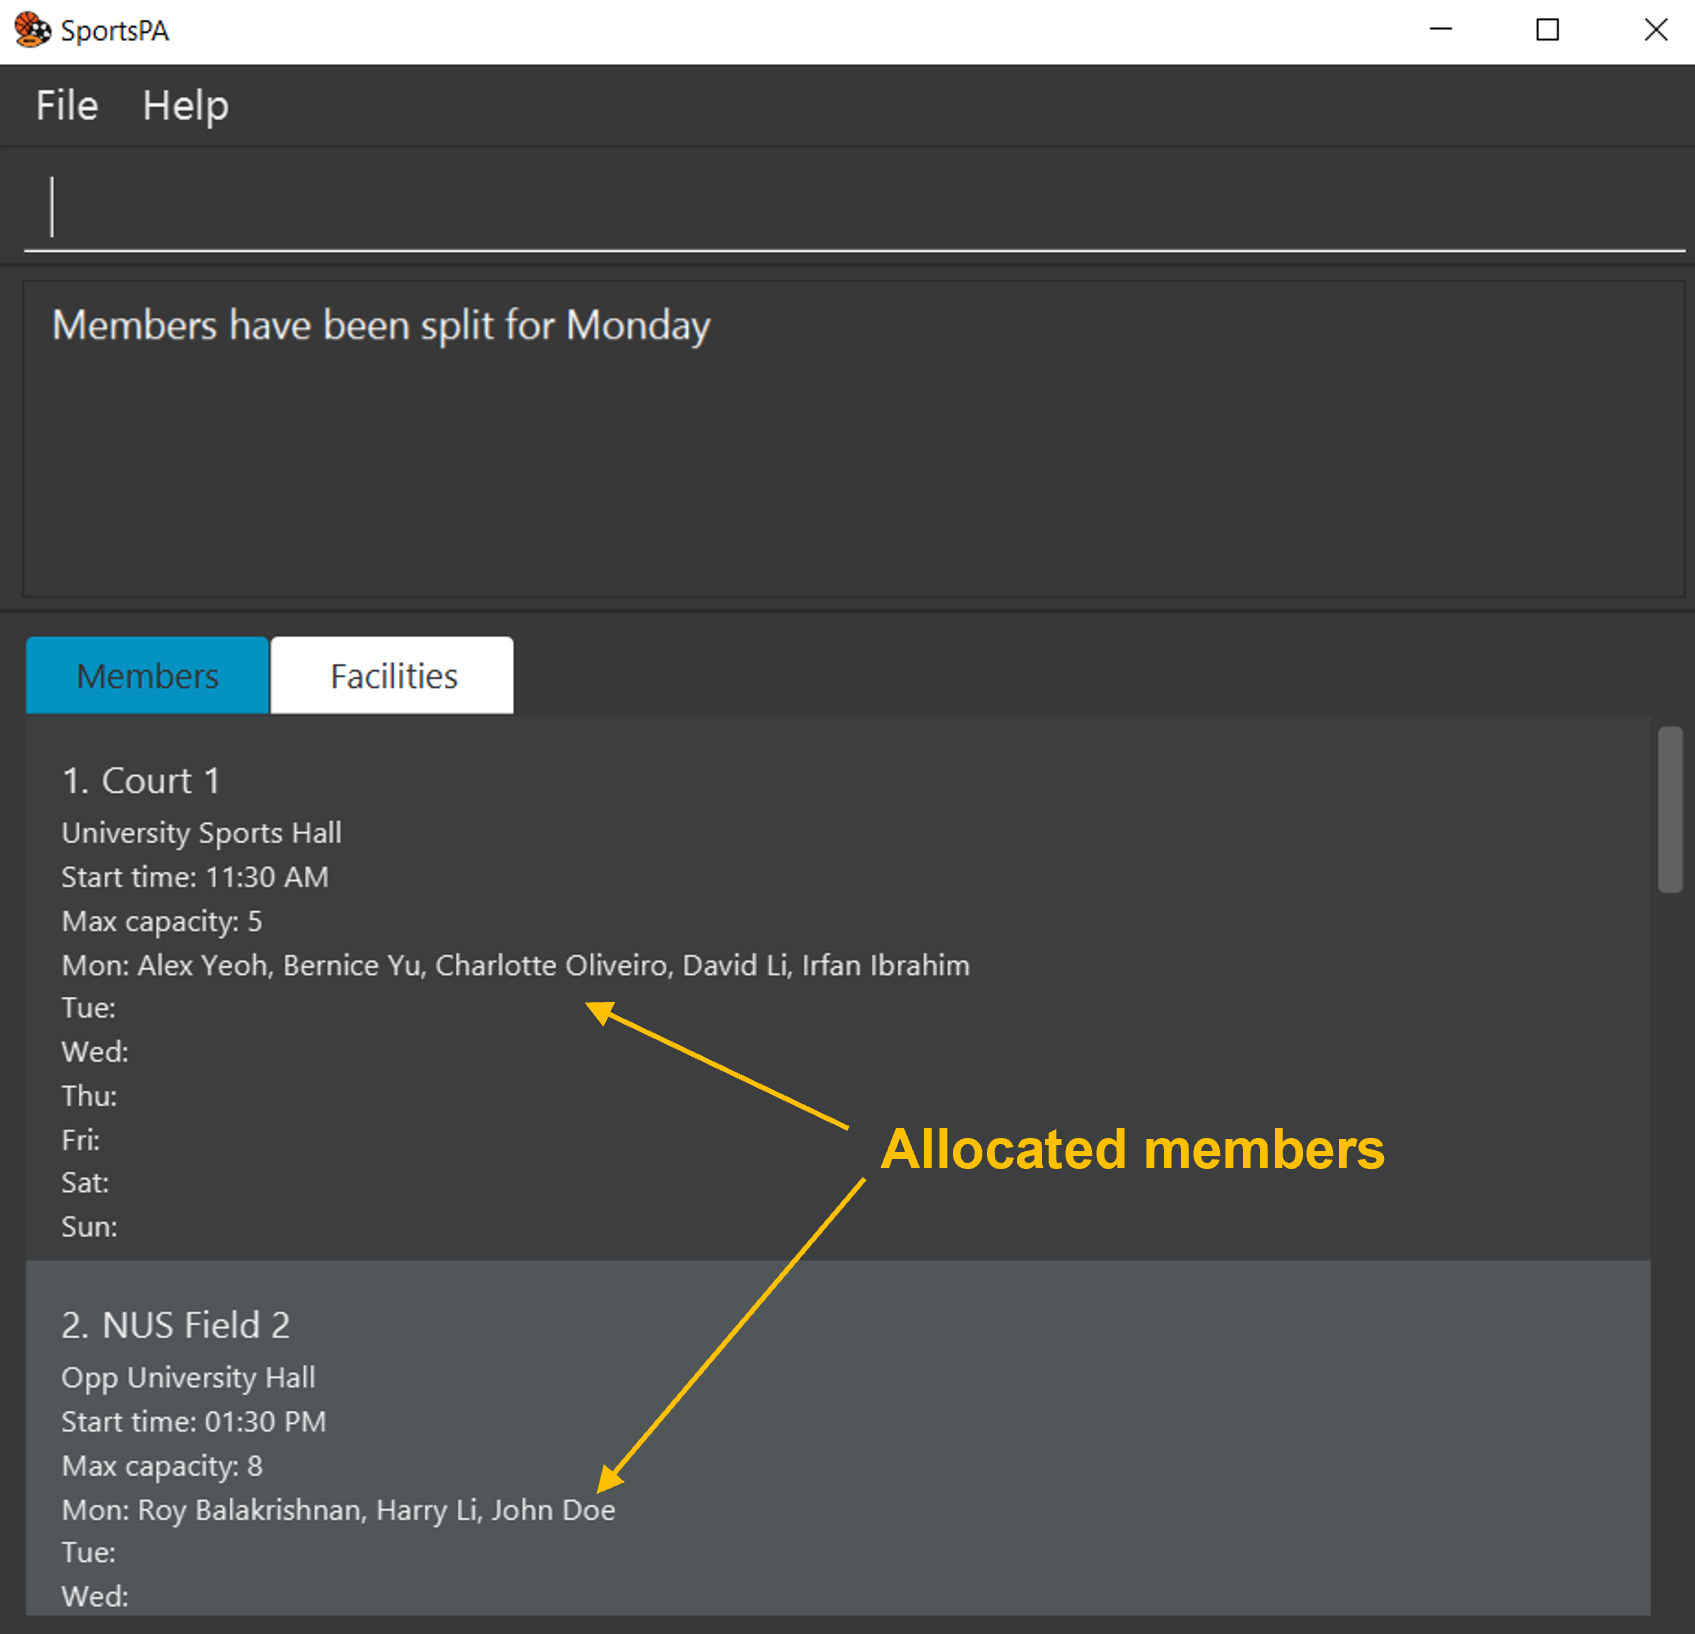 SportsPA
File Help
Members have been split for Monday
Members Facilities
1. Court 1
University Sports Hall
Start time: 11:30 AM
Max capacity: 5
Mon: Alex Yeoh, Bernice Yu, Charlotte Oliveiro, David Li, Irfan Ibrahim
Tue:
Wed:
Thu:
Fri:
Allocated members
Sat:
Sun:
2. NUS Field 2
Opp University Hall
Start time: 01:30 PM
Max capacity: 8
Mon: Roy Balakrishnan, Harry Li, John Doe
Tue:
Wed: